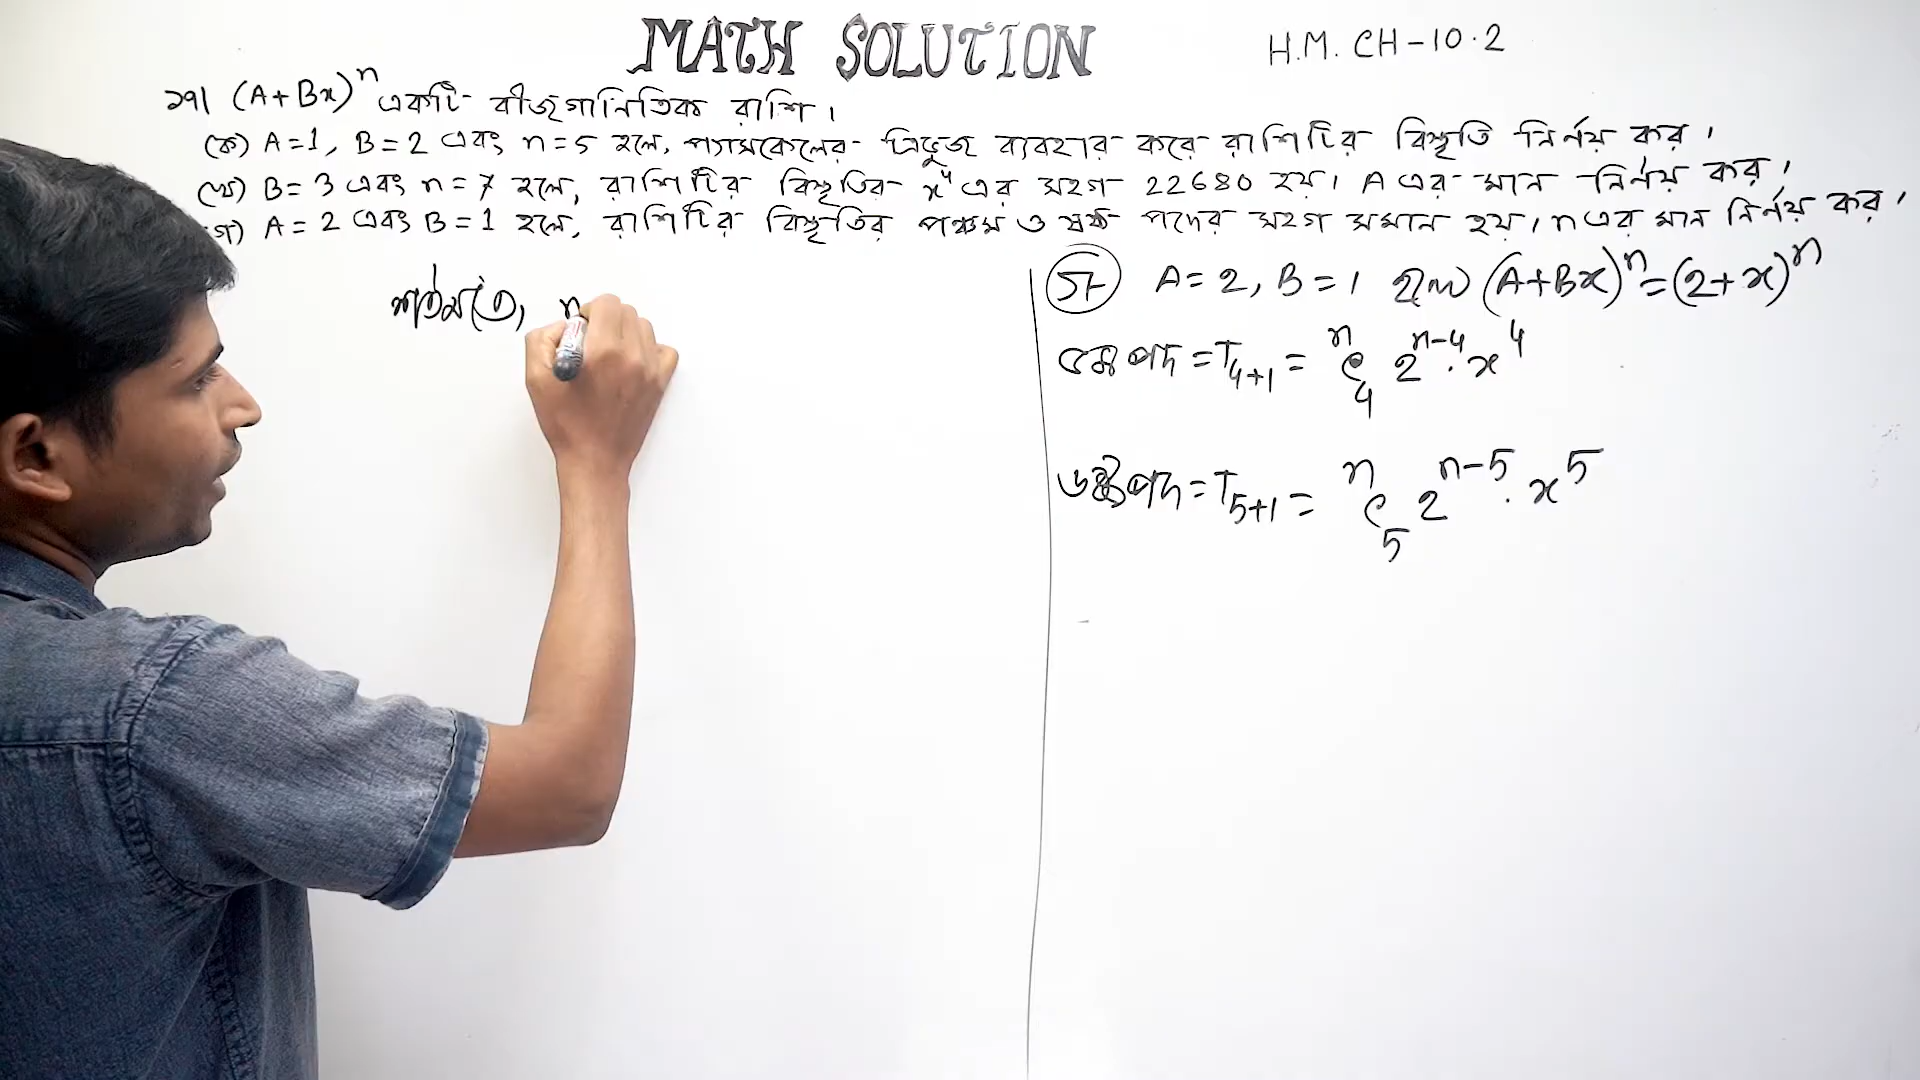 MATH SOLUTION
H.M. CH-10.2
১৭। (A+Bx)ⁿ একটি বীজগানিতিক রাশি।
(ক) A=1, B=2 এবং n=5 হলে, প্যাসকেলের ত্রিভুজ ব্যবহার করে রাশিটির বিস্তৃতি নির্ণয় কর।
(খ) B=3 এবং n=7 হলে, রাশিটির বিস্তৃতির x⁴ এর সহগ 22680 হয়। A এর মান নির্ণয় কর।
(গ) A=2 এবং B=1 হলে, রাশিটির বিস্তৃতির পঞ্চম ও ষষ্ঠ পদের সহগ সমান হয়, n এর মান নির্ণয় কর।
শর্তমতে, n
গ A=2, B=1 হলে (A+Bx)ⁿ=(2+x)ⁿ
৫ম পদ = T₄₊₁ = ⁿC₄ 2ⁿ⁻⁴·x⁴
৬ষ্ঠ পদ = T₅₊₁ = ⁿC₅ 2ⁿ⁻⁵·x⁵